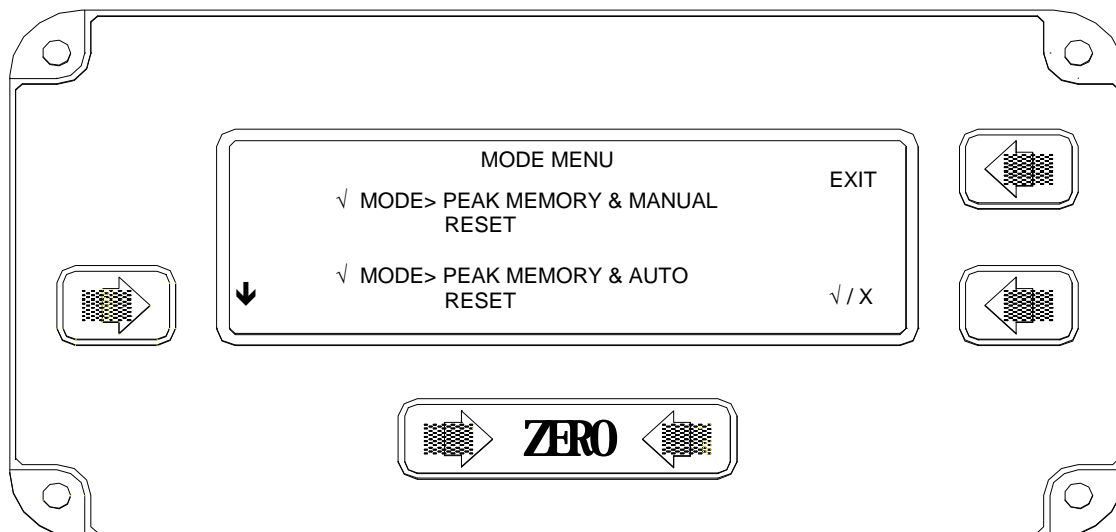 MODE MENU
EXIT
√ MODE> PEAK MEMORY & MANUAL
RESET
√ MODE> PEAK MEMORY & AUTO
RESET
√ / X
ZERO